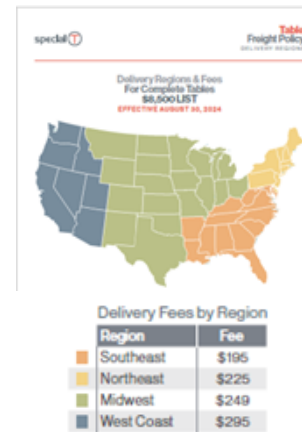 special T
Table
Freight Policy
DELIVERY REGIONS
Delivery Regions & Fees
For Complete Tables
$8,500 LIST
EFFECTIVE AUGUST 30, 2024
Delivery Fees by Region
Region Fee
Southeast $195
Northeast $225
Midwest $249
West Coast $295